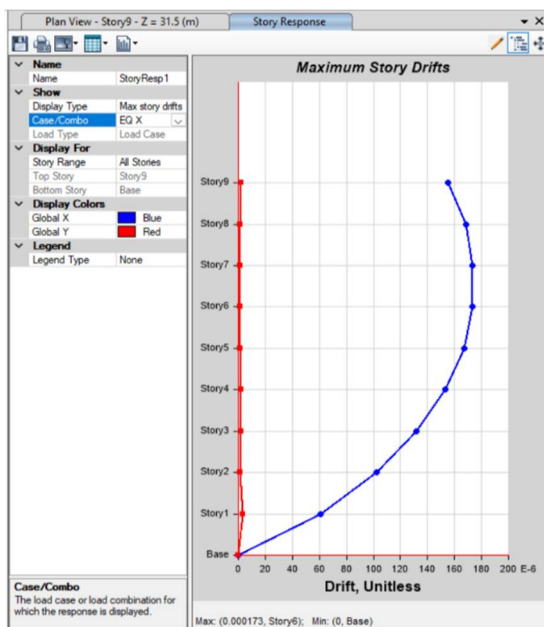 Plan View - Story9 - Z = 31.5 (m)
Story Response
Name
Name StoryResp1
Show
Display Type Max story drifts
Case/Combo EQ X
Load Type Load Case
Display For
Story Range All Stories
Top Story Story9
Bottom Story Base
Display Colors
Global X Blue
Global Y Red
Legend
Legend Type None
Case/Combo
The load case or load combination for
which the response is displayed.
Maximum Story Drifts
Story9
Story8
Story7
Story6
Story5
Story4
Story3
Story2
Story1
Base
0 20 40 60 80 100 120 140 160 180 200 E-6
Drift, Unitless
Max: (0.000173, Story6); Min: (0, Base)